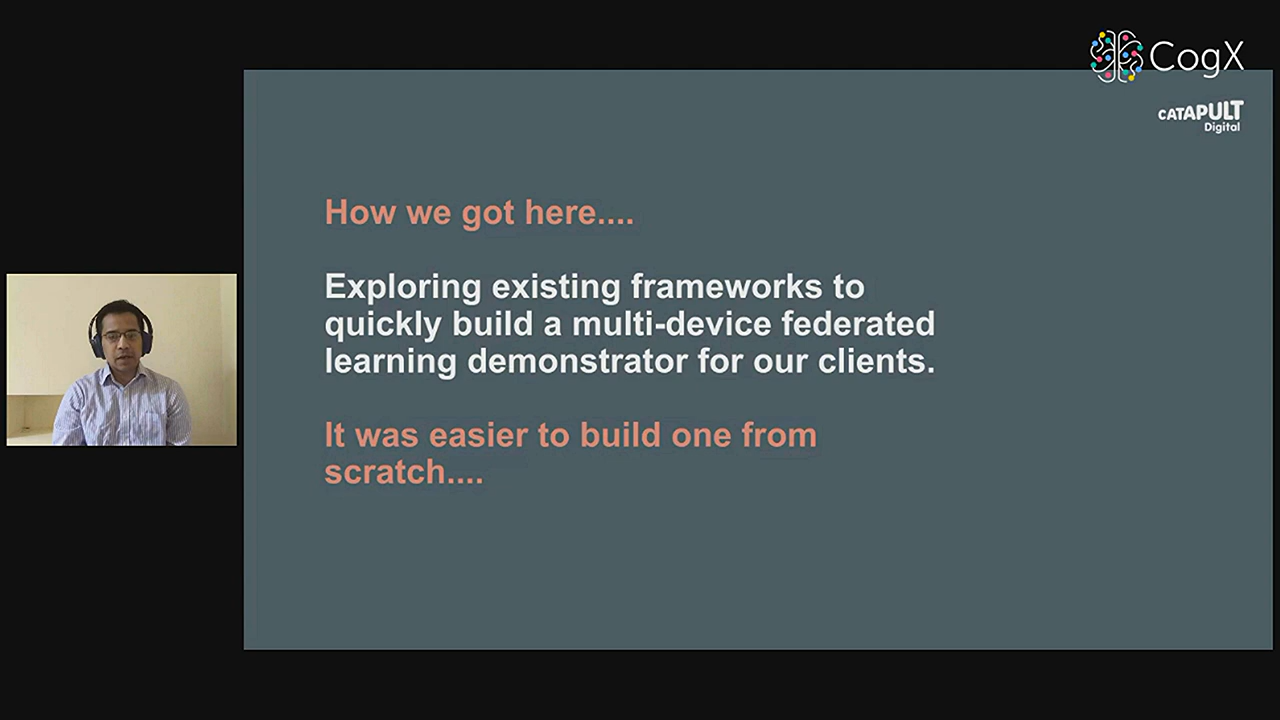 CogX
CATAPULT
Digital
How we got here....
Exploring existing frameworks to
quickly build a multi-device federated
learning demonstrator for our clients.
It was easier to build one from
scratch....